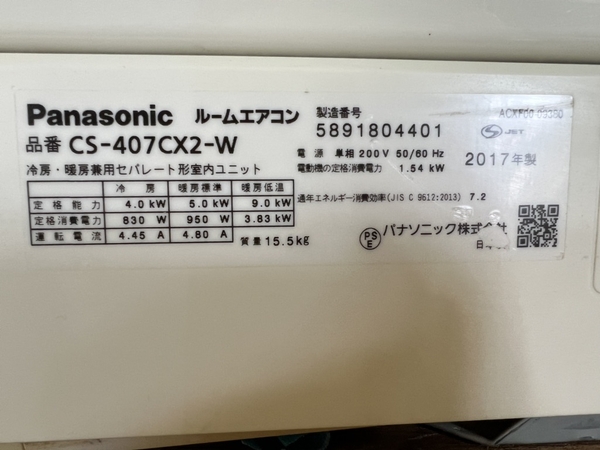 Panasonic ルームエアコン
品番 CS-407CX2-W
冷房・暖房兼用セパレート形室内ユニット
冷房 暖房標準 暖房低温
定格能力 4.0 kW 5.0 kW 9.0 kW
定格消費電力 830 W 950 W 3.83 kW
運転電流 4.45 A 4.80 A
質量 15.5kg
製造番号
5891804401
電源 単相 200V 50/60 Hz
電動機の定格消費電力 1.54 kW
2017年製
JET
通年エネルギー消費効率(JIS C 9612:2013) 7.2
PSE
パナソニック株式会社